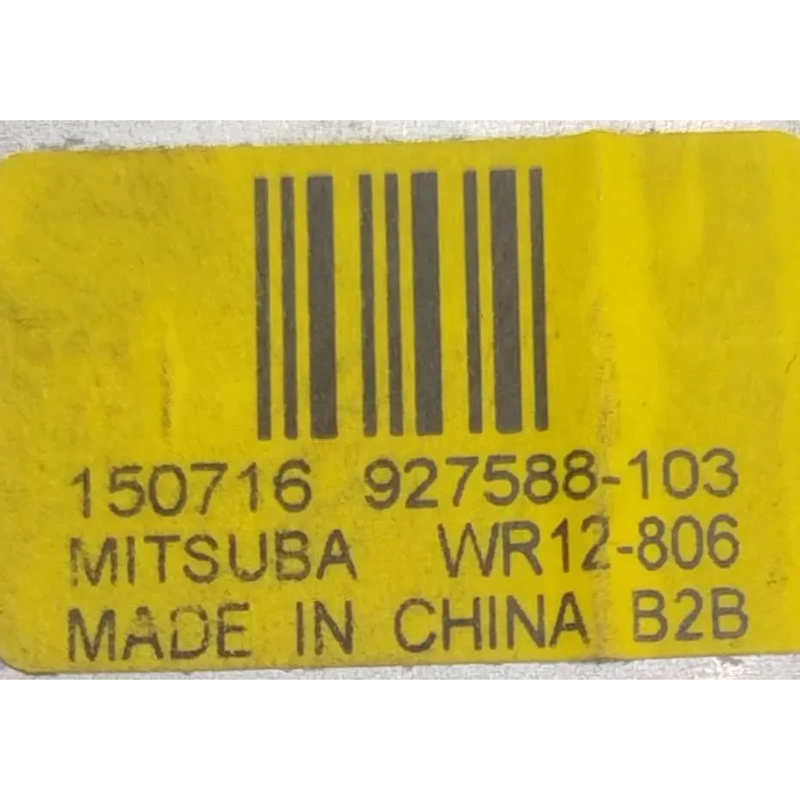 150716 927588-103
MITSUBA WR12-806
MADE IN CHINA B2B